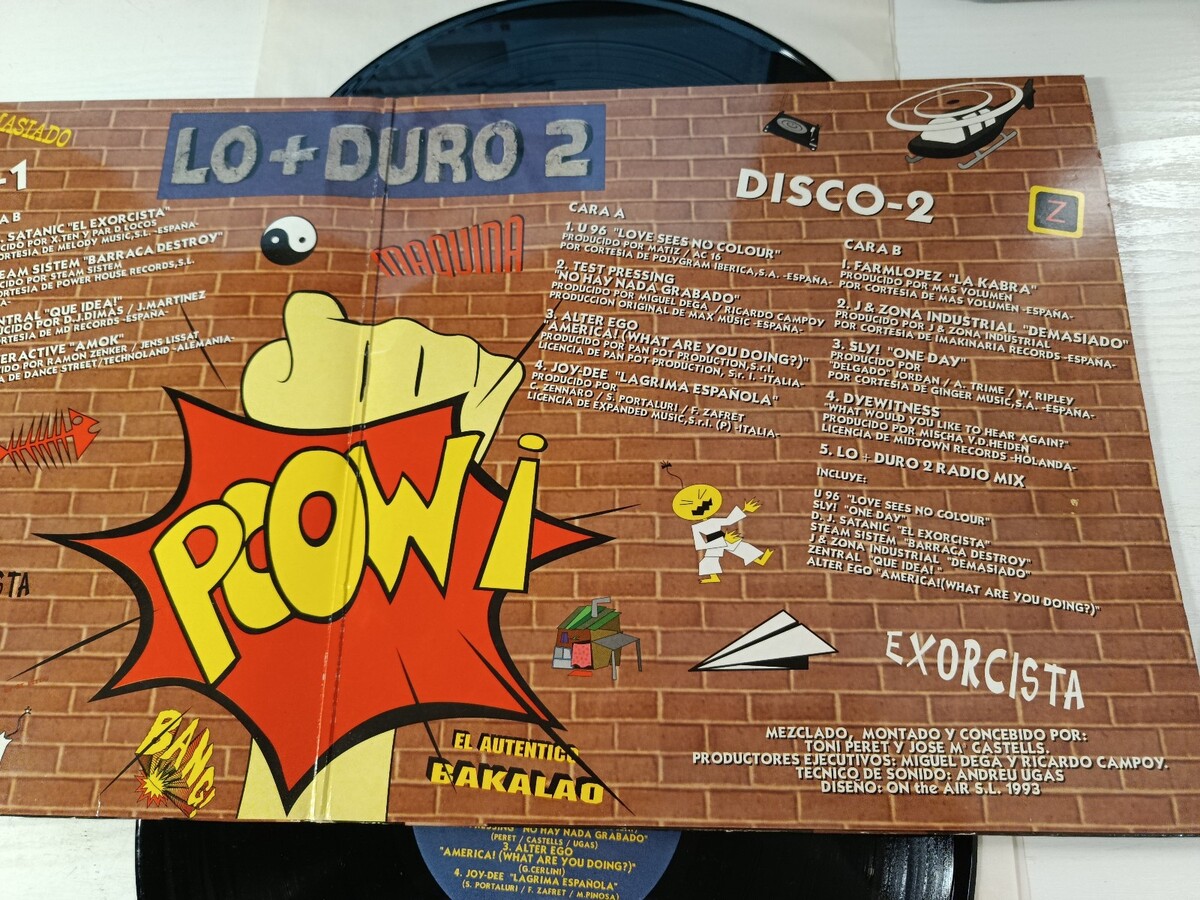 LO + DURO 2
-1
B
SATANIC "EL EXORCISTA"
POR X.TEN Y PAR D LOCOS
CORTESIA DE MELODY MUSIC,S.L. -ESPAÑA-
SISTEM "BARRACA DESTROY"
POR STEAM SISTEM
CORTESIA DE POWER HOUSE RECORDS,S.L.
"QUE IDEA!"
POR D.J.DIMAS / J.MARTINEZ
DE MD RECORDS -ESPAÑA-
"AMOK"
POR RAMON ZENKER / JENS LISSAT
DE DANCE STREET/TECHNOLAND -ALEMANIA-
MAQUINA
DISCO-2
Z
CARA A
1. U 96 "LOVE SEES NO COLOUR"
PRODUCIDO POR MATIZ / AC 16
POR CORTESIA DE POLYGRAM IBERICA,S.A. -ESPAÑA-
2. TEST PRESSING
"NO HAY NADA GRABADO"
PRODUCIDO POR MIGUEL DEGA / RICARDO CAMPOY
PRODUCCION ORIGINAL DE MAX MUSIC -ESPAÑA-
3. ALTER EGO
"AMERICA! (WHAT ARE YOU DOING?)"
PRODUCIDO POR PAN POT PRODUCTION,S.r.l.
LICENCIA DE PAN POT PRODUCTION, S.r. l. -ITALIA-
4. JOY-DEE "LAGRIMA ESPAÑOLA"
PRODUCIDO POR
C. ZENNARO / S. PORTALURI / F. ZAFRET
LICENCIA DE EXPANDED MUSIC,S.r.l. (P) -ITALIA-
CARA B
1. FARMLOPEZ "LA KABRA"
PRODUCIDO POR MAS VOLUMEN
POR CORTESIA DE MAS VOLUMEN -ESPAÑA-
2. J & ZONA INDUSTRIAL "DEMASIADO"
PRODUCIDO POR J & ZONA INDUSTRIAL
POR CORTESIA DE IMAKINARIA RECORDS -ESPAÑA-
3. SLY! "ONE DAY"
PRODUCIDO POR
"DELGADO" JORDAN / A. TRIME / W. RIPLEY
POR CORTESIA DE GINGER MUSIC,S.A. -ESPAÑA-
4. DYEWITNESS
"WHAT WOULD YOU LIKE TO HEAR AGAIN?"
PRODUCIDO POR MISCHA V.D.HEIDEN
LICENCIA DE MIDTOWN RECORDS -HOLANDA-
5. LO + DURO 2 RADIO MIX
INCLUYE:
U 96 "LOVE SEES NO COLOUR"
SLY! "ONE DAY"
D. J. SATANIC "EL EXORCISTA"
STEAM SISTEM "BARRACA DESTROY"
J & ZONA INDUSTRIAL "DEMASIADO"
ZENTRAL "QUE IDEA!"
ALTER EGO "AMERICA!(WHAT ARE YOU DOING?)"
POOW!
BANG!
EL AUTENTICO
BAKALAO
EXORCISTA
MEZCLADO, MONTADO Y CONCEBIDO POR:
TONI PERET Y JOSE Mª CASTELLS.
PRODUCTORES EJECUTIVOS: MIGUEL DEGA Y RICARDO CAMPOY.
TECNICO DE SONIDO: ANDREU UGAS
DISEÑO: ON the AIR S.L. 1993
"NO HAY NADA GRABADO"
(PERET / CASTELLS / UGAS)
3. ALTER EGO
"AMERICA! (WHAT ARE YOU DOING?)"
(G.CERLINI)
4. JOY-DEE "LAGRIMA ESPAÑOLA"
(S. PORTALURI / F. ZAFRET / M.PINOSA)